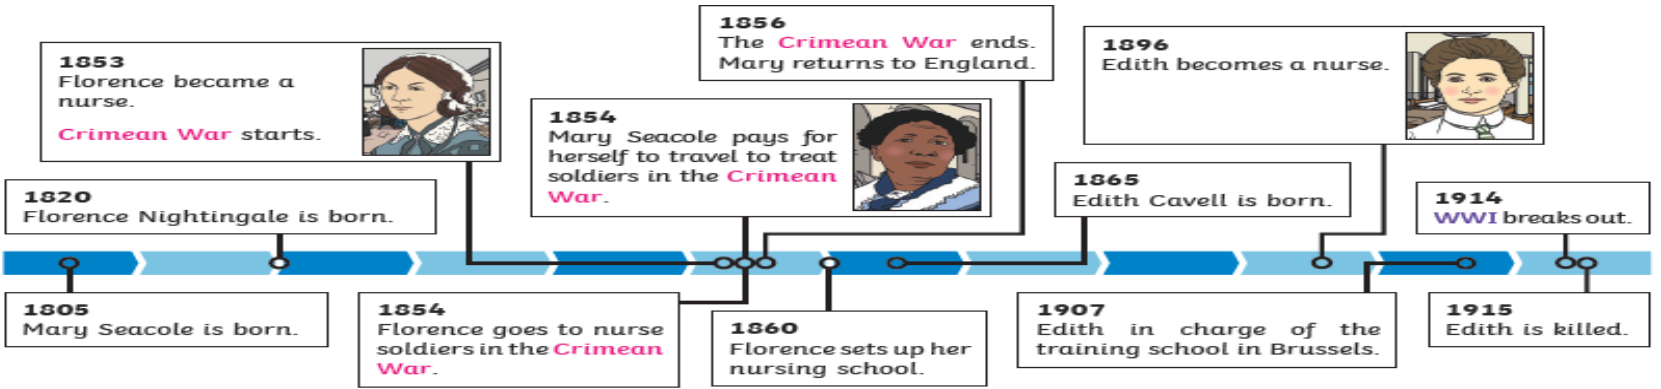 1805
Mary Seacole is born.
1820
Florence Nightingale is born.
1853
Florence became a
nurse.
Crimean War starts.
1854
Florence goes to nurse
soldiers in the Crimean
War.
1854
Mary Seacole pays for
herself to travel to treat
soldiers in the Crimean
War.
1856
The Crimean War ends.
Mary returns to England.
1860
Florence sets up her
nursing school.
1865
Edith Cavell is born.
1896
Edith becomes a nurse.
1907
Edith in charge of the
training school in Brussels.
1914
WWI breaks out.
1915
Edith is killed.